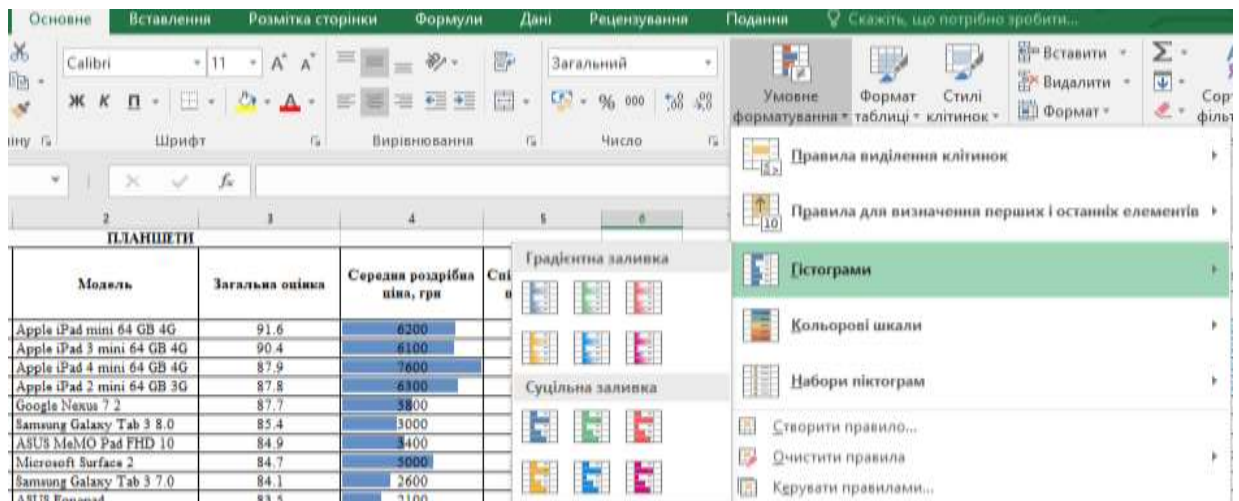 Основне Вставлення Розмітка сторінки Формули Дані Рецензування Подання Скажіть, що потрібно зробити...
Calibri 11 A A Загальний
Ж К П A % 000
Умовне форматування Формат таблиці Стилі клітинок
Вставити
Видалити
Формат
Шрифт Вирівнювання Число
fx
2 3 4 5 6
ПЛАНШЕТИ
Модель Загальна оцінка Середня роздрібна ціна, грн
Apple iPad mini 64 GB 4G 91.6 6200
Apple iPad 3 mini 64 GB 4G 90.4 6100
Apple iPad 4 mini 64 GB 4G 87.9 7600
Apple iPad 2 mini 64 GB 3G 87.8 6300
Google Nexus 7 2 87.7 3800
Samsung Galaxy Tab 3 8.0 85.4 3000
ASUS MeMO Pad FHD 10 84.9 3400
Microsoft Surface 2 84.7 5000
Samsung Galaxy Tab 3 7.0 84.1 2600
ASUS Fonepad 83.5 2100
Правила виділення клітинок
Правила для визначення перших і останніх елементів
Гістограми
Кольорові шкали
Набори піктограм
Створити правило...
Очистити правила
Керувати правилами...
Градієнтна заливка
Суцільна заливка